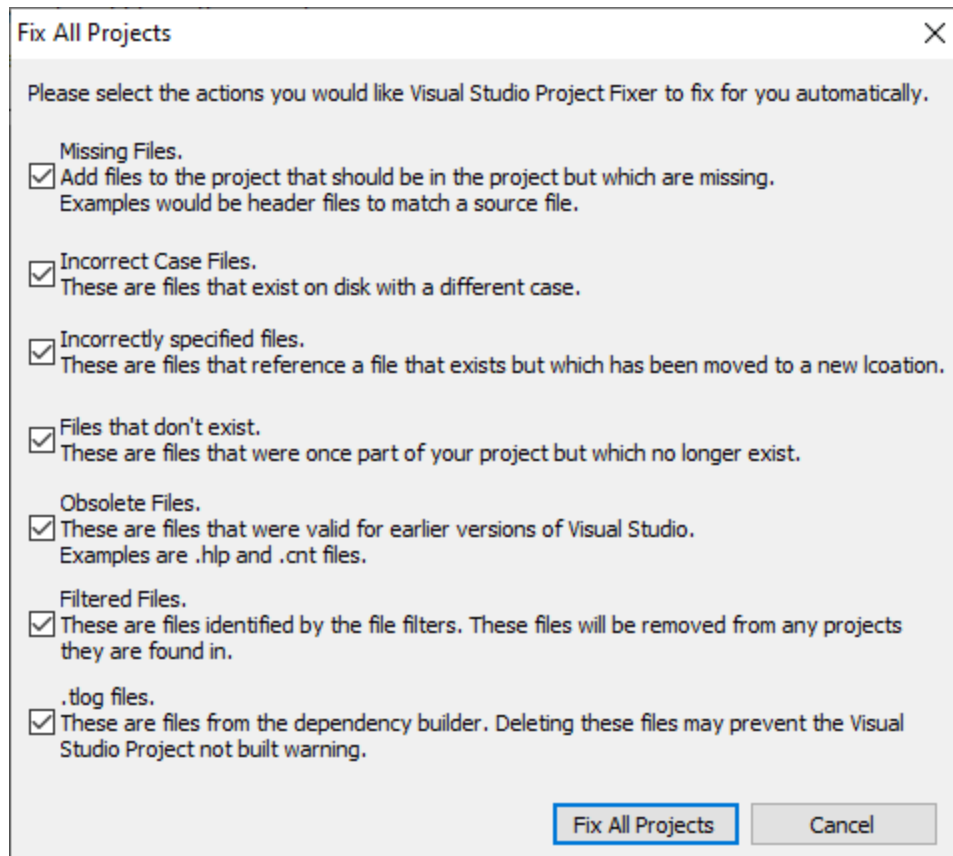 Fix All Projects
Please select the actions you would like Visual Studio Project Fixer to fix for you automatically.
Missing Files.
Add files to the project that should be in the project but which are missing.
Examples would be header files to match a source file.
Incorrect Case Files.
These are files that exist on disk with a different case.
Incorrectly specified files.
These are files that reference a file that exists but which has been moved to a new lcoation.
Files that don't exist.
These are files that were once part of your project but which no longer exist.
Obsolete Files.
These are files that were valid for earlier versions of Visual Studio.
Examples are .hlp and .cnt files.
Filtered Files.
These are files identified by the file filters. These files will be removed from any projects
they are found in.
.tlog files.
These are files from the dependency builder. Deleting these files may prevent the Visual
Studio Project not built warning.
Fix All Projects
Cancel